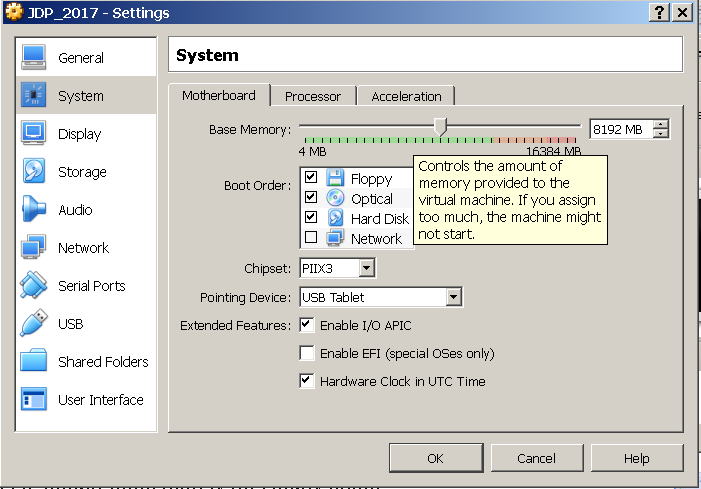 JDP_2017 - Settings
General
System
Display
Storage
Audio
Network
Serial Ports
USB
Shared Folders
User Interface
System
Motherboard Processor Acceleration
Base Memory: 8192 MB
4 MB 16384 MB
Controls the amount of
memory provided to the
virtual machine. If you assign
too much, the machine might
not start.
Boot Order: Floppy
Optical
Hard Disk
Network
Chipset: PIIX3
Pointing Device: USB Tablet
Extended Features: Enable I/O APIC
Enable EFI (special OSes only)
Hardware Clock in UTC Time
OK Cancel Help